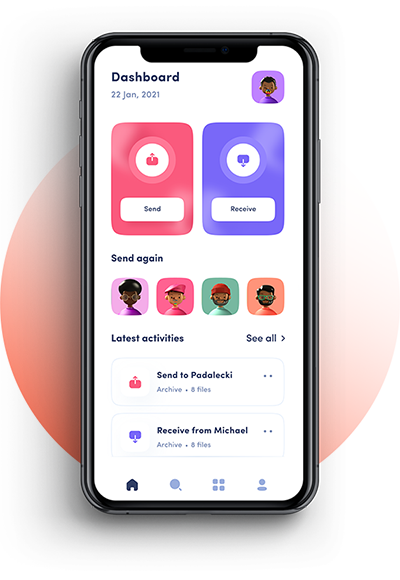 Dashboard
22 Jan, 2021
Send
Receive
Send again
Latest activities
See all
Send to Padalecki
Archive • 8 files
Receive from Michael
Archive • 8 files